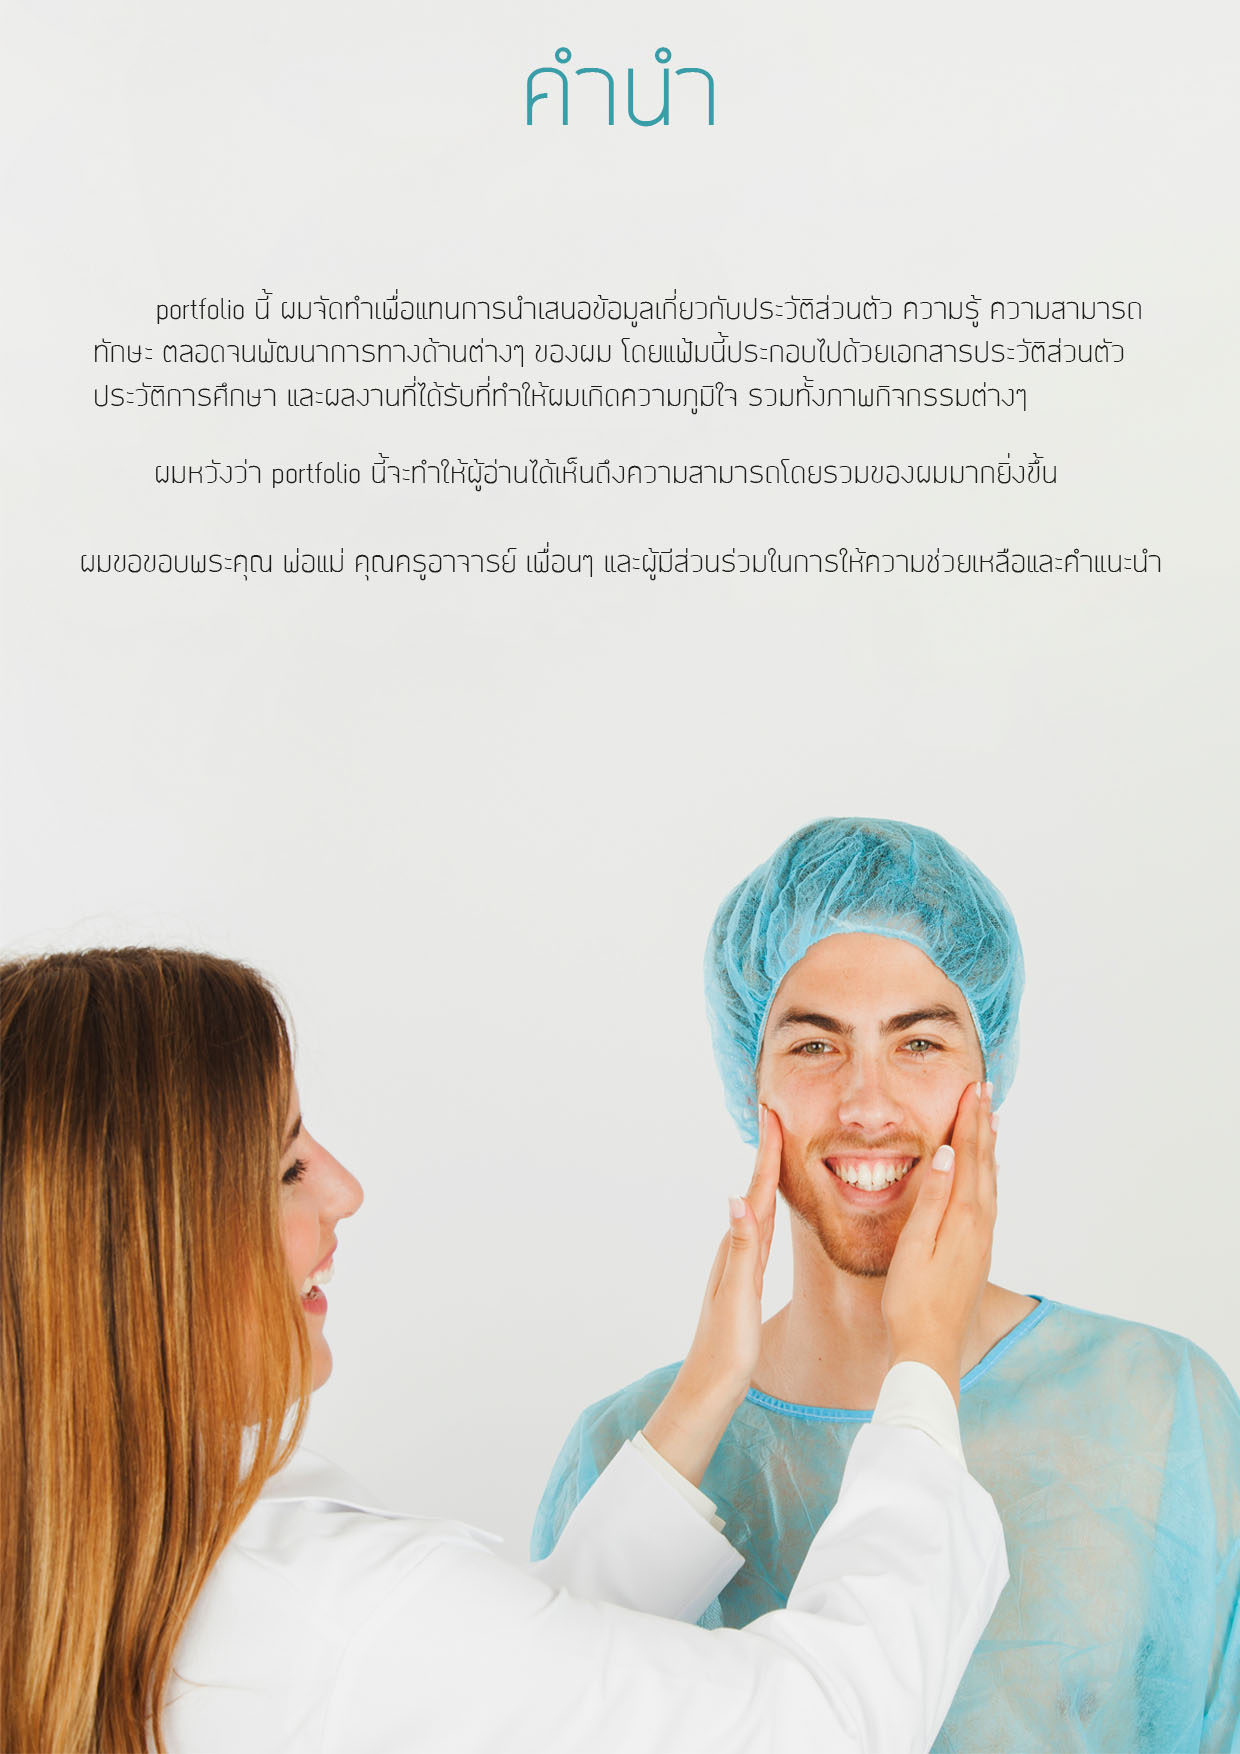 คำนำ
portfolio นี้ ผมจัดทำเพื่อแทนการนำเสนอข้อมูลเกี่ยวกับประวัติส่วนตัว ความรู้ ความสามารถ
ทักษะ ตลอดจนพัฒนาการทางด้านต่างๆ ของผม โดยแฟ้มนี้ประกอบไปด้วยเอกสารประวัติส่วนตัว
ประวัติการศึกษา และผลงานที่ได้รับที่ทำให้ผมเกิดความภูมิใจ รวมทั้งภาพกิจกรรมต่างๆ
ผมหวังว่า portfolio นี้จะทำให้ผู้อ่านได้เห็นถึงความสามารถโดยรวมของผมมากยิ่งขึ้น
ผมขอขอบพระคุณ พ่อแม่ คุณครูอาจารย์ เพื่อนๆ และผู้มีส่วนร่วมในการให้ความช่วยเหลือและคำแนะนำ